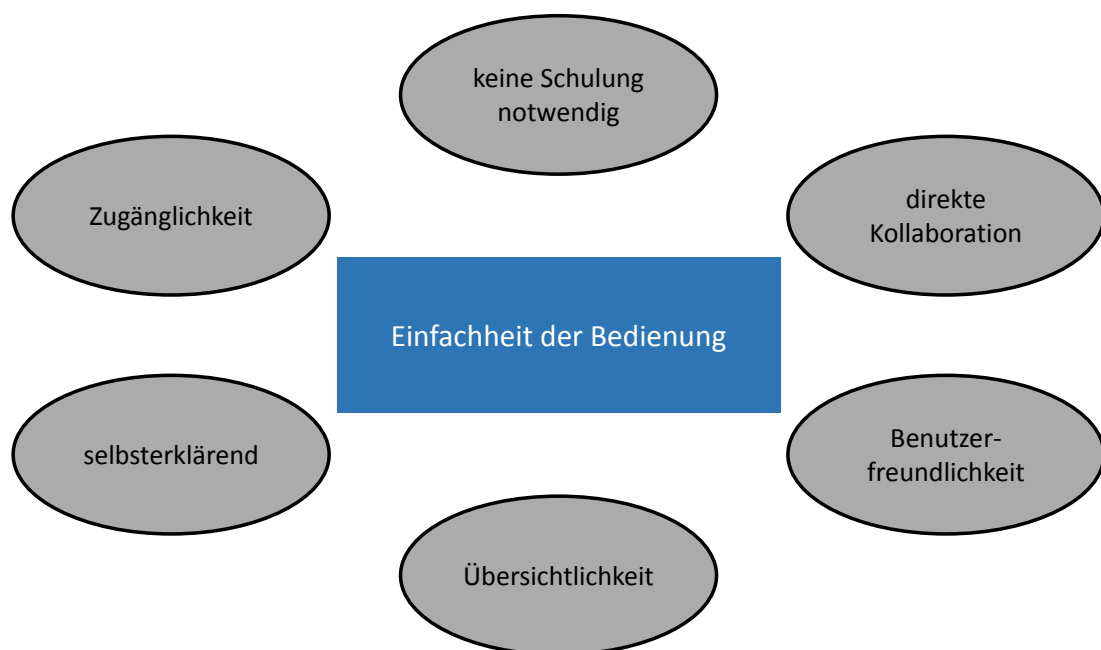 keine Schulung
notwendig
Zugänglichkeit
direkte
Kollaboration
Einfachheit der Bedienung
selbsterklärend
Benutzer-
freundlichkeit
Übersichtlichkeit